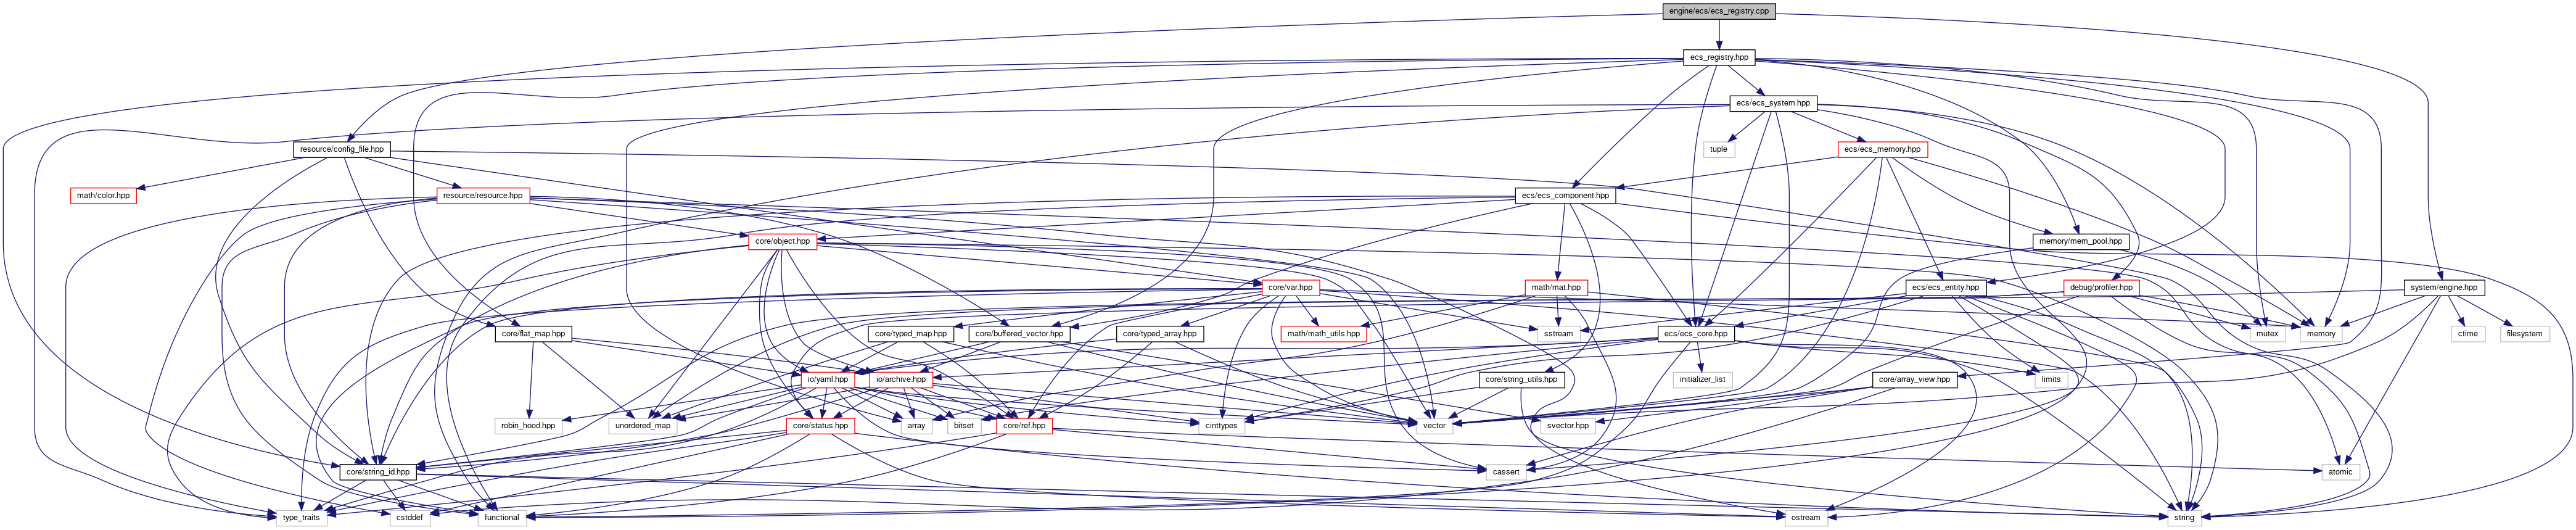 engine/ecs/ecs_registry.cpp
ecs_registry.hpp
ecs/ecs_system.hpp
resource/config_file.hpp
tuple
ecs/ecs_memory.hpp
math/color.hpp
resource/resource.hpp
ecs/ecs_component.hpp
core/object.hpp
memory/mem_pool.hpp
core/var.hpp
math/mat.hpp
ecs/ecs_entity.hpp
debug/profiler.hpp
system/engine.hpp
core/flat_map.hpp
core/typed_map.hpp
core/buffered_vector.hpp
core/typed_array.hpp
math/math_utils.hpp
sstream
ecs/ecs_core.hpp
mutex
memory
ctime
filesystem
io/yaml.hpp
io/archive.hpp
core/string_utils.hpp
initializer_list
limits
core/array_view.hpp
robin_hood.hpp
unordered_map
core/status.hpp
array
bitset
core/ref.hpp
cinttypes
vector
svector.hpp
core/string_id.hpp
cassert
atomic
type_traits
cstddef
functional
ostream
string